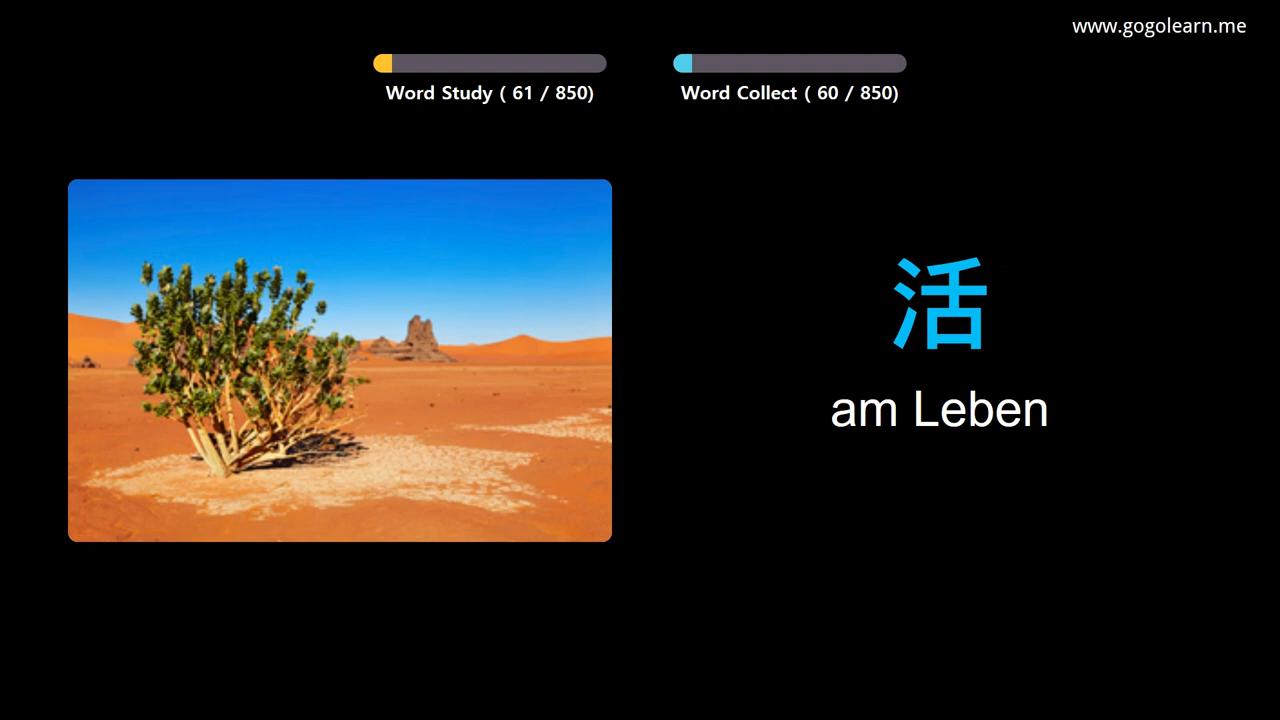 www.gogolearn.me
Word Study ( 61 / 850)
Word Collect ( 60 / 850)
活
am Leben